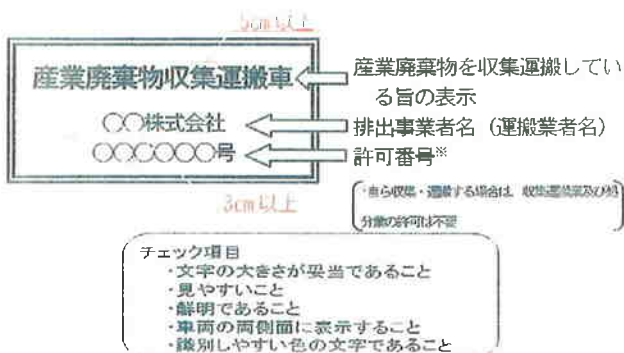 5cm以上
産業廃棄物収集運搬車
産業廃棄物を収集運搬してい
る旨の表示
○○株式会社
排出事業者名（運搬業者名）
○○○○○○号
許可番号※
3cm以上
・自ら収集・運搬する場合は、収集運搬業及び処
分業の許可は不要
チェック項目
・文字の大きさが妥当であること
・見やすいこと
・鮮明であること
・車両の両側面に表示すること
・識別しやすい色の文字であること